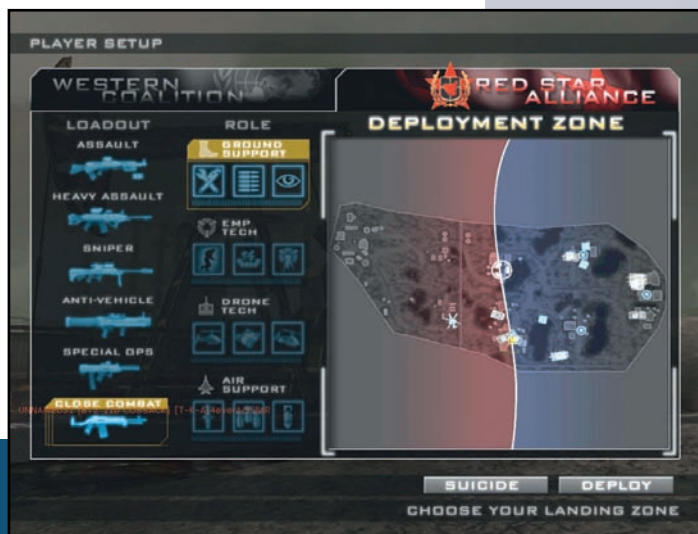 PLAYER SETUP
WESTERN
COALITION
RED STAR
ALLIANCE
LOADOUT
ROLE
DEPLOYMENT ZONE
ASSAULT
HEAVY ASSAULT
SNIPER
ANTI-VEHICLE
SPECIAL OPS
CLOSE COMBAT
GROUND
SUPPORT
EMP
TECH
DRONE
TECH
AIR
SUPPORT
SUICIDE
DEPLOY
CHOOSE YOUR LANDING ZONE